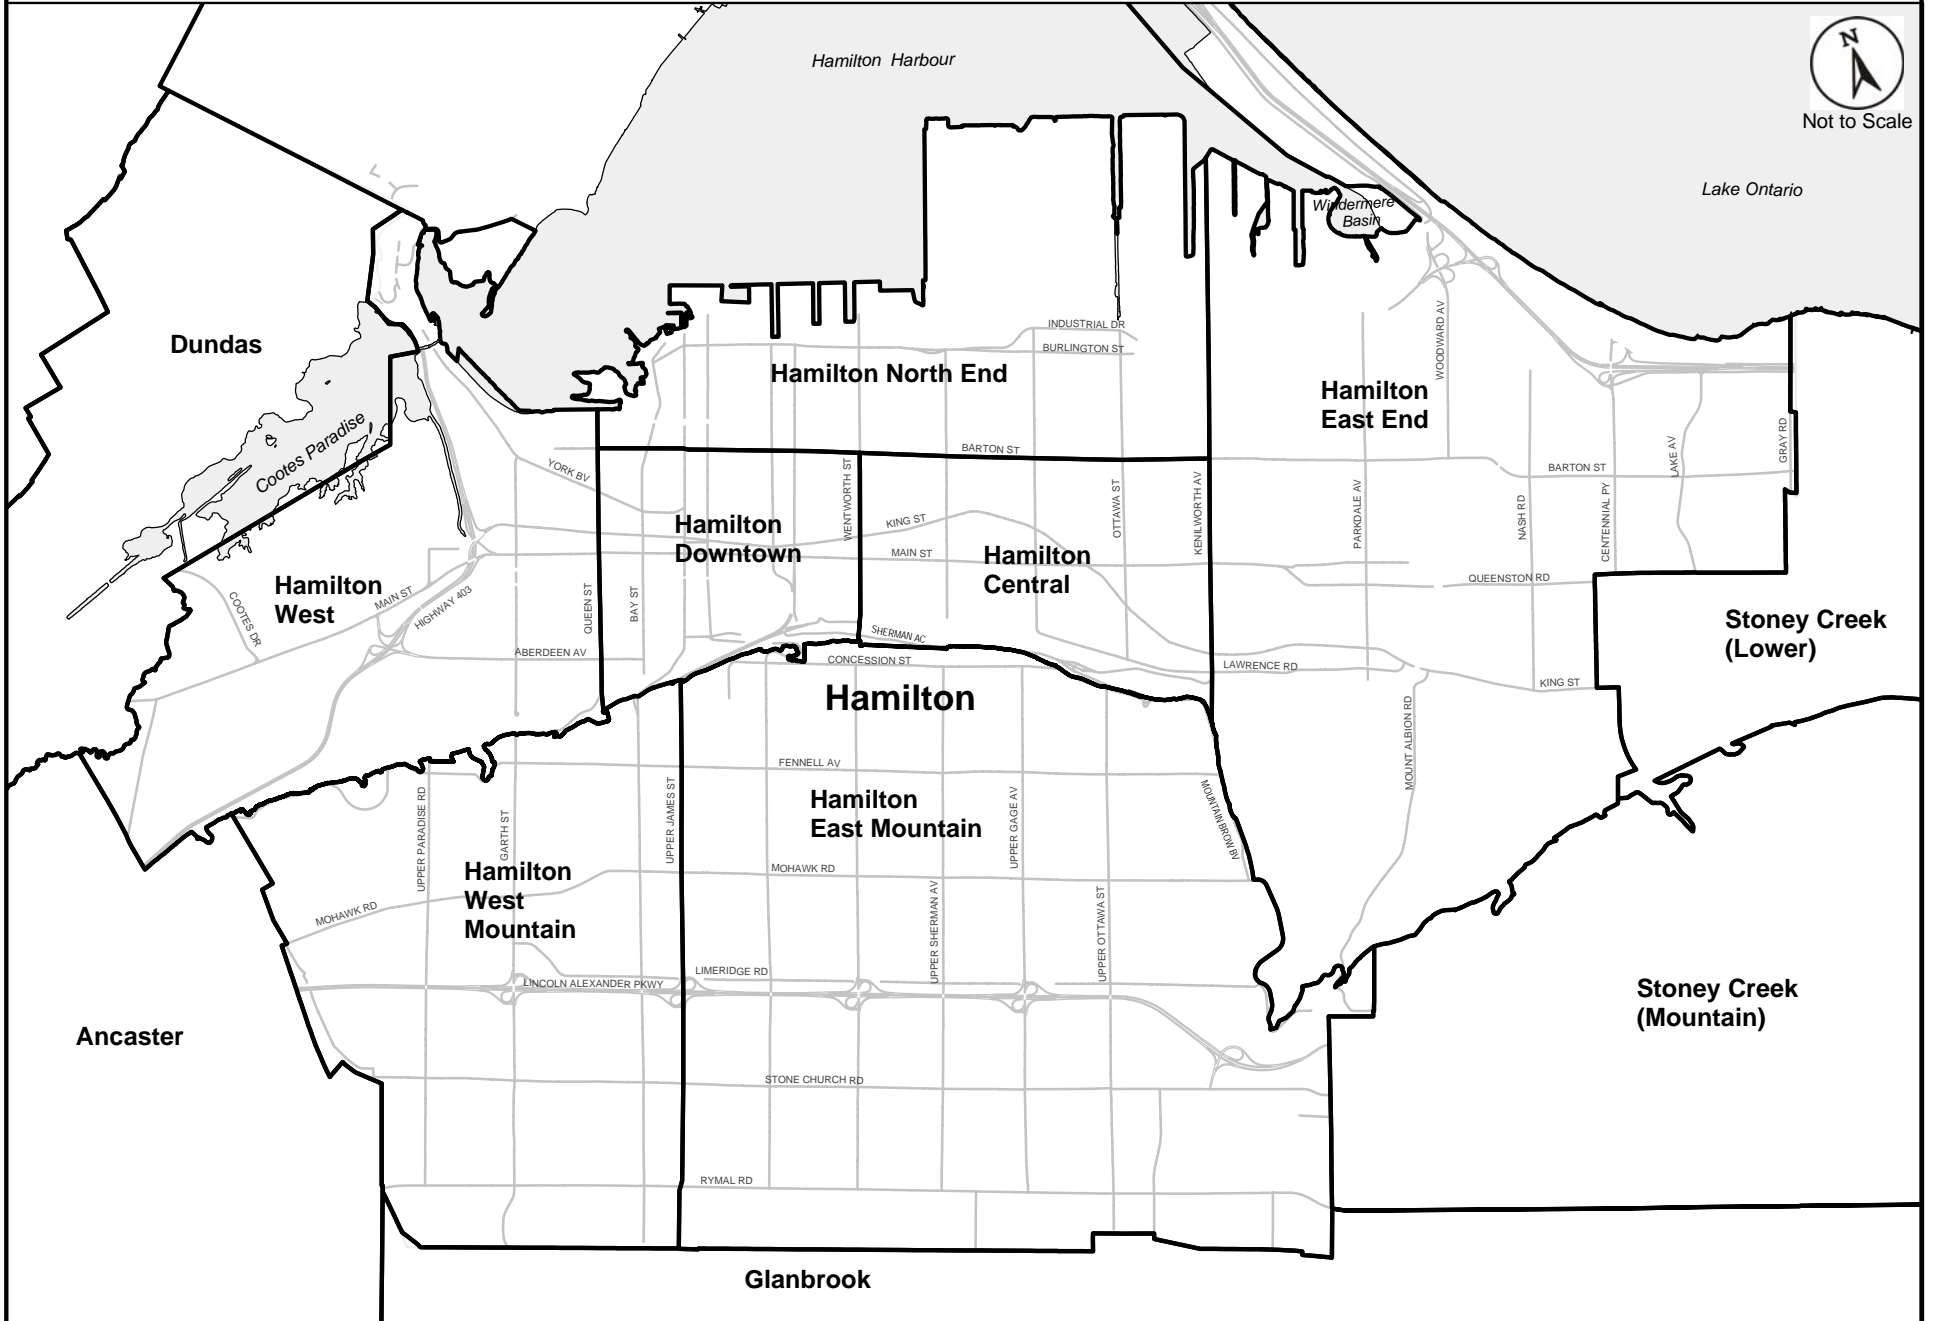 Hamilton Harbour
N
Not to Scale
Lake Ontario
Windermere
Basin
Dundas
INDUSTRIAL DR
BURLINGTON ST
Hamilton North End
WOODWARD AV
Hamilton
East End
Cootes Paradise
YORK BV
BARTON ST
WENTWORTH ST
OTTAWA ST
KENILWORTH AV
PARKDALE AV
NASH RD
BARTON ST
CENTENNIAL PY
LAKE AV
GRAY RD
KING ST
MAIN ST
Hamilton
Downtown
Hamilton
Central
Hamilton
West
COOTES DR
MAIN ST
HIGHWAY 403
QUEEN ST
BAY ST
QUEENSTON RD
ABERDEEN AV
SHERMAN AC
CONCESSION ST
LAWRENCE RD
KING ST
Stoney Creek
(Lower)
Hamilton
MOUNT ALBION RD
FENNELL AV
UPPER PARADISE RD
GARTH ST
UPPER JAMES ST
Hamilton
East Mountain
UPPER GAGE AV
MOUNTAIN BROW BV
Hamilton
West
Mountain
MOHAWK RD
MOHAWK RD
UPPER SHERMAN AV
UPPER OTTAWA ST
LIMERIDGE RD
LINCOLN ALEXANDER PKWY
Stoney Creek
(Mountain)
Ancaster
STONE CHURCH RD
RYMAL RD
Glanbrook